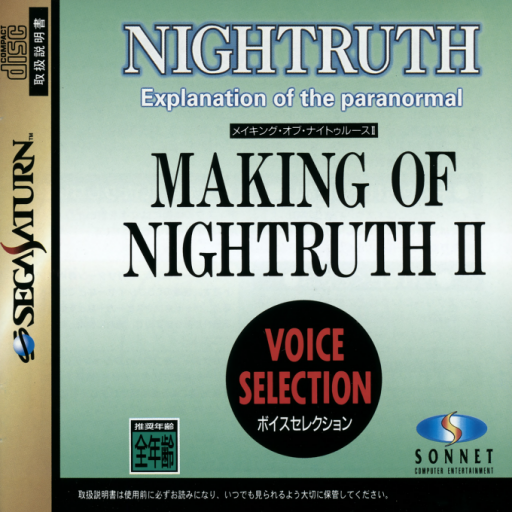 COMPACT
disc
取扱説明書
SEGA SATURN™
NIGHTRUTH
Explanation of the paranormal
メイキング・オブ・ナイトゥルースⅡ
MAKING OF
NIGHTRUTH Ⅱ
VOICE
SELECTION
ボイスセレクション
推奨年齢
全年齢
SONNET
COMPUTER ENTERTAINMENT
取扱説明書は使用前に必ずお読みになり、いつでも見られるよう大切に保管してください。